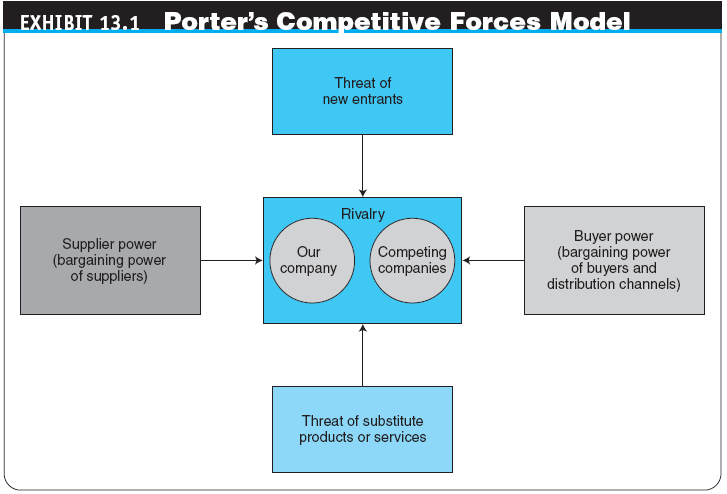 EXHIBIT 13.1 Porter's Competitive Forces Model
Threat of
new entrants
Supplier power
(bargaining power
of suppliers)
Rivalry
Our
company
Competing
companies
Buyer power
(bargaining power
of buyers and
distribution channels)
Threat of substitute
products or services